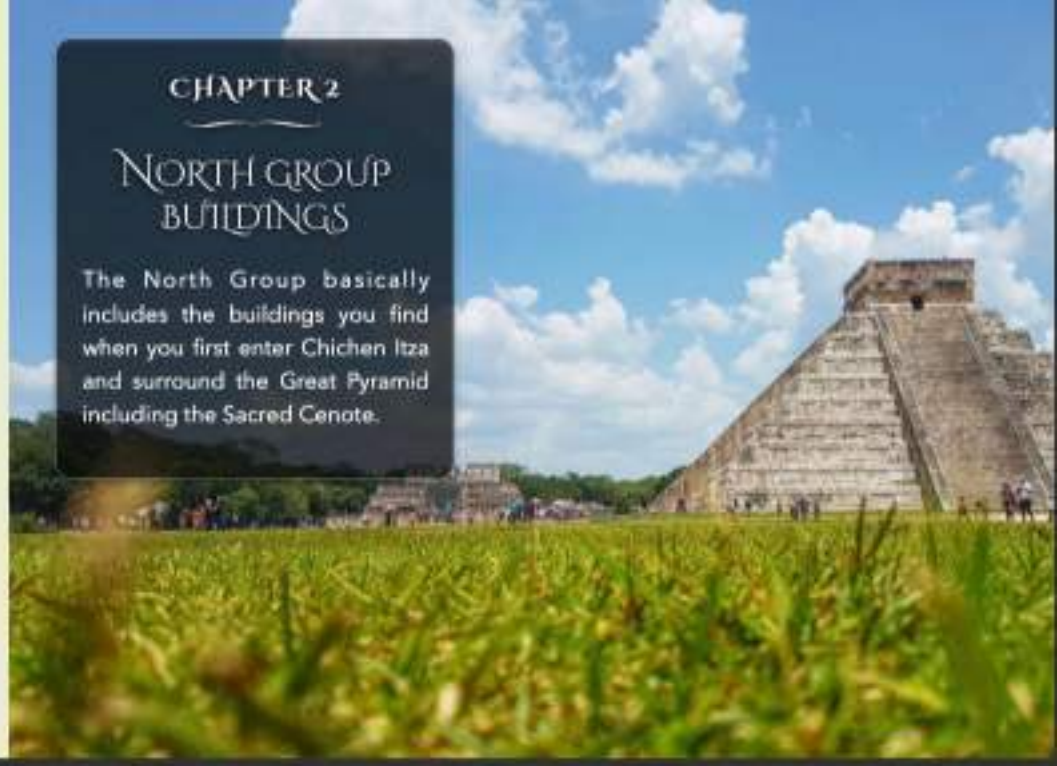 CHAPTER 2
NORTH GROUP
BUILDINGS
The North Group basically
includes the buildings you find
when you first enter Chichen Itza
and surround the Great Pyramid
including the Sacred Cenote.